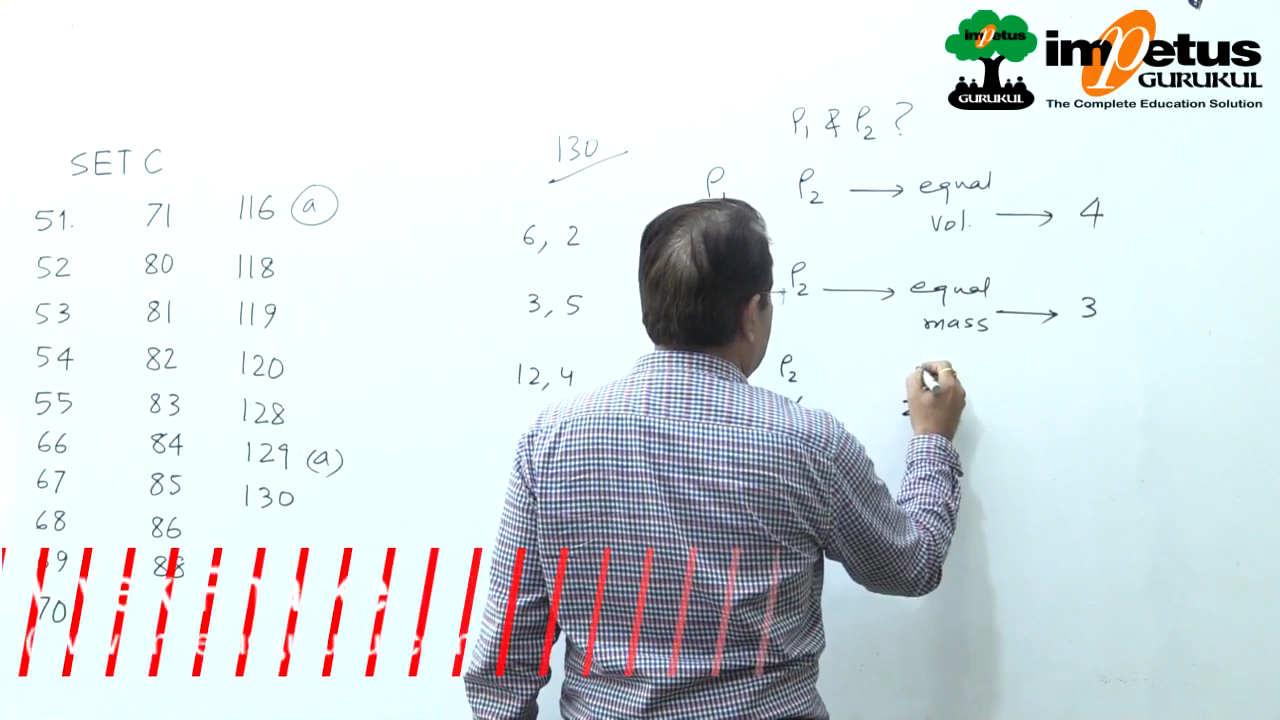 impetus
GURUKUL
impetus
GURUKUL
The Complete Education Solution
SET C
51. 71 116 (a)
52 80 118
53 81 119
54 82 120
55 83 128
66 84 129 (a)
67 85 130
68 86
69 88
70
130
6, 2
3, 5
12, 4
ρ₁ & ρ₂ ?
ρ₁ ρ₂ → equal
vol. → 4
ρ₂ → equal
mass → 3
ρ₂